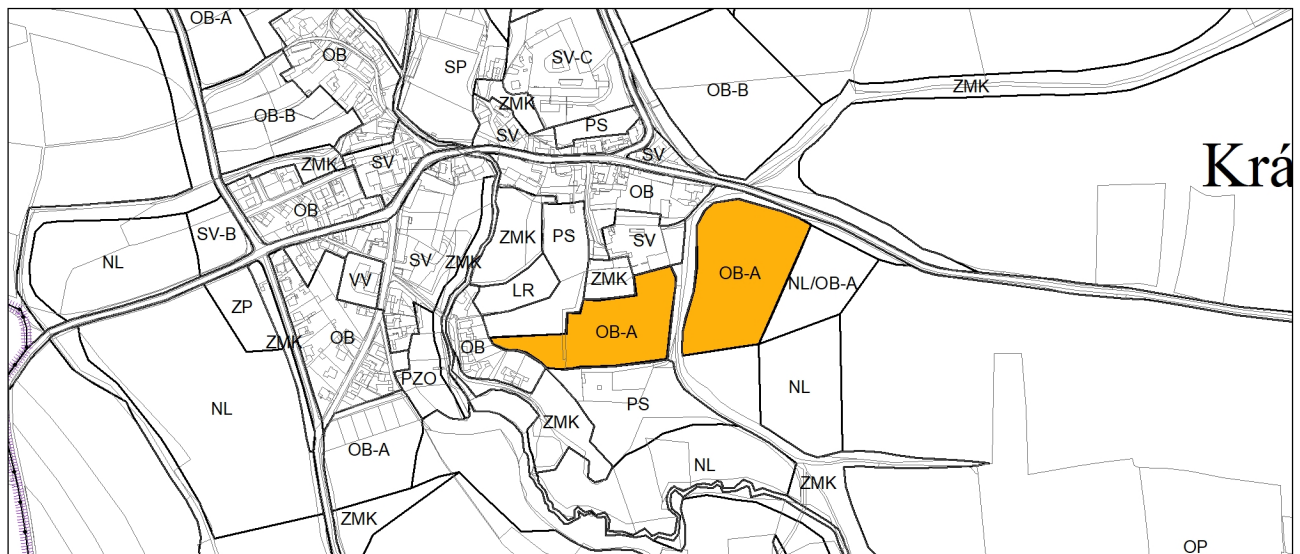 OB-A
OB
SP
SV-C
OB-B
ZMK
ZMK
OB-B
PS
SV
SV
ZMK
SV
Krá
OB
OB
SV-B
ZMK
PS
SV
NL
SV
ZMK
VV
ZMK
OB-A
NL/OB-A
LR
ZP
OB-A
ZMK
OB
OB
PZO
NL
NL
PS
ZMK
OB-A
NL
ZMK
ZMK
OP